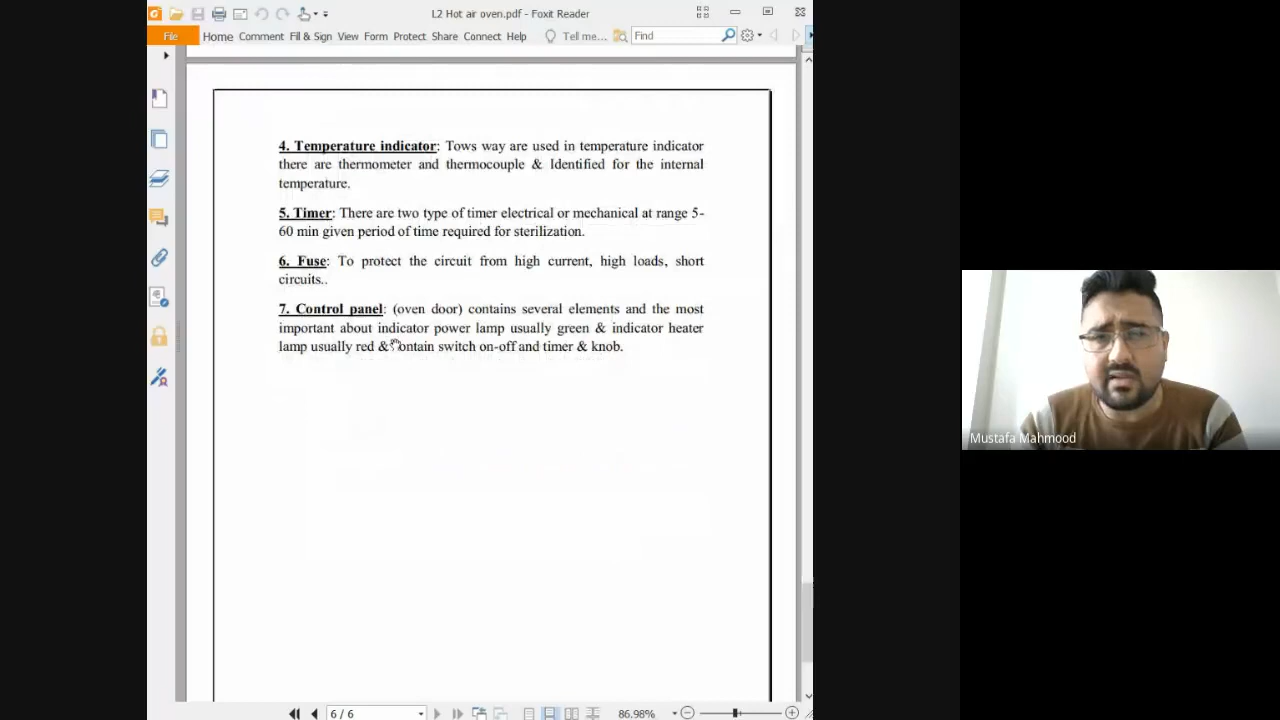 L2 Hot air oven.pdf - Foxit Reader
File Home Comment Fill & Sign View Form Protect Share Connect Help Tell me... Find
4. Temperature indicator: Tows way are used in temperature indicator
there are thermometer and thermocouple & Identified for the internal
temperature.
5. Timer: There are two type of timer electrical or mechanical at range 5-
60 min given period of time required for sterilization.
6. Fuse: To protect the circuit from high current, high loads, short
circuits..
7. Control panel: (oven door) contains several elements and the most
important about indicator power lamp usually green & indicator heater
lamp usually red & contain switch on-off and timer & knob.
Mustafa Mahmood
6 / 6
86.98%